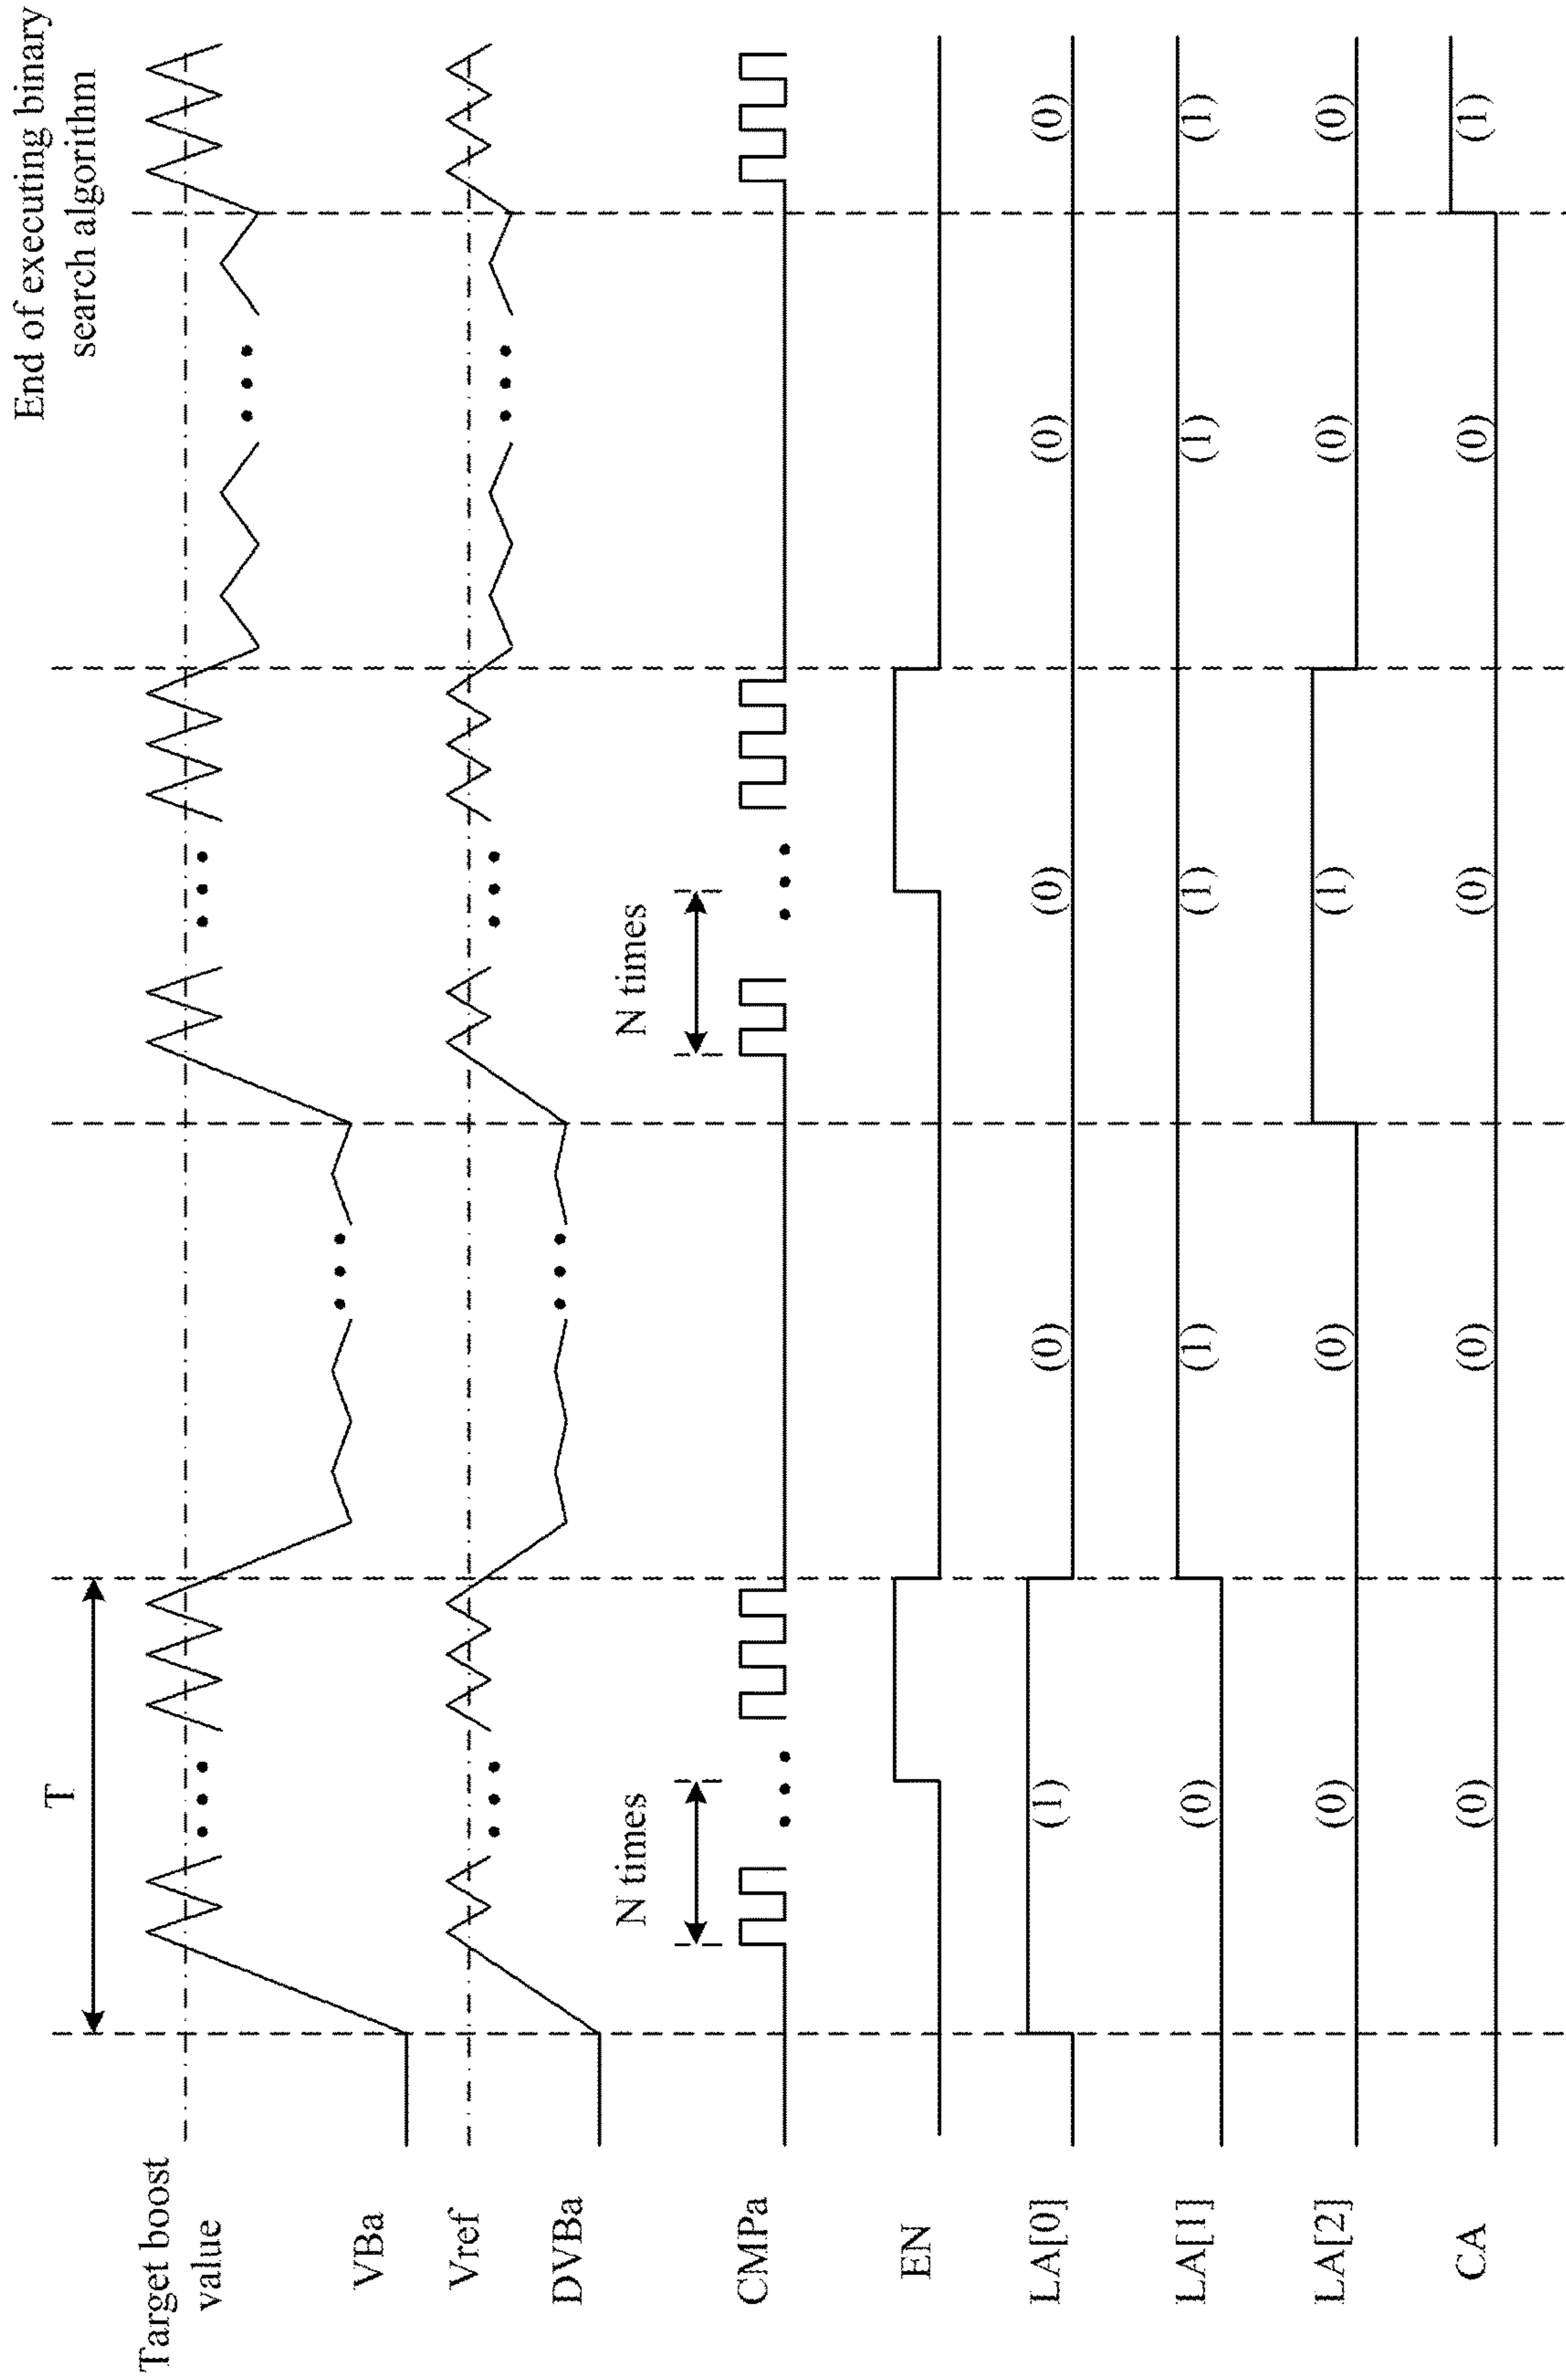 End of executing binary
search algorithm
T
Target boost
value
VBa
Vref
DVBa
N times
N times
CMPa
EN
LA[0]
(1)
(0)
(0)
(0)
(0)
LA[1]
(0)
(1)
(1)
(1)
(1)
LA[2]
(0)
(0)
(1)
(0)
(0)
CA
(0)
(0)
(0)
(0)
(1)